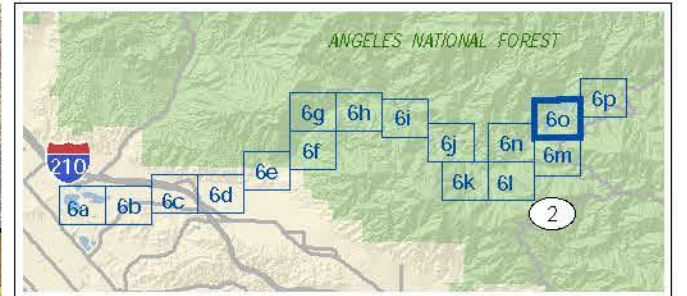 ANGELES NATIONAL FOREST
6p
6g 6h 6i 6o
210 6f 6j 6n 6m
6e 6k 6l
6a 6b 6c 6d 2